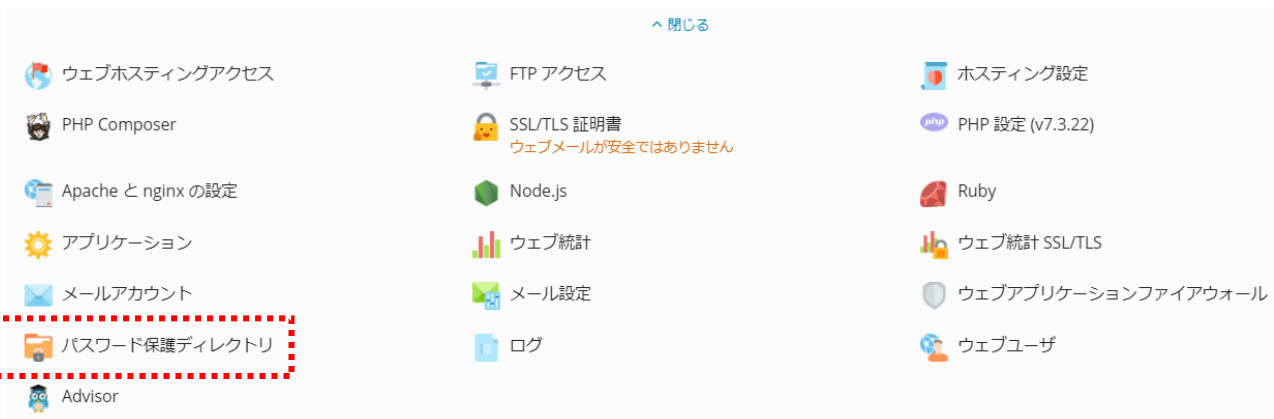 閉じる
ウェブホスティングアクセス
FTP アクセス
ホスティング設定
PHP Composer
SSL/TLS 証明書
ウェブメールが安全ではありません
php
PHP 設定 (v7.3.22)
Apache と nginx の設定
Node.js
Ruby
アプリケーション
ウェブ統計
ウェブ統計 SSL/TLS
メールアカウント
メール設定
ウェブアプリケーションファイアウォール
パスワード保護ディレクトリ
ログ
ウェブユーザ
Advisor